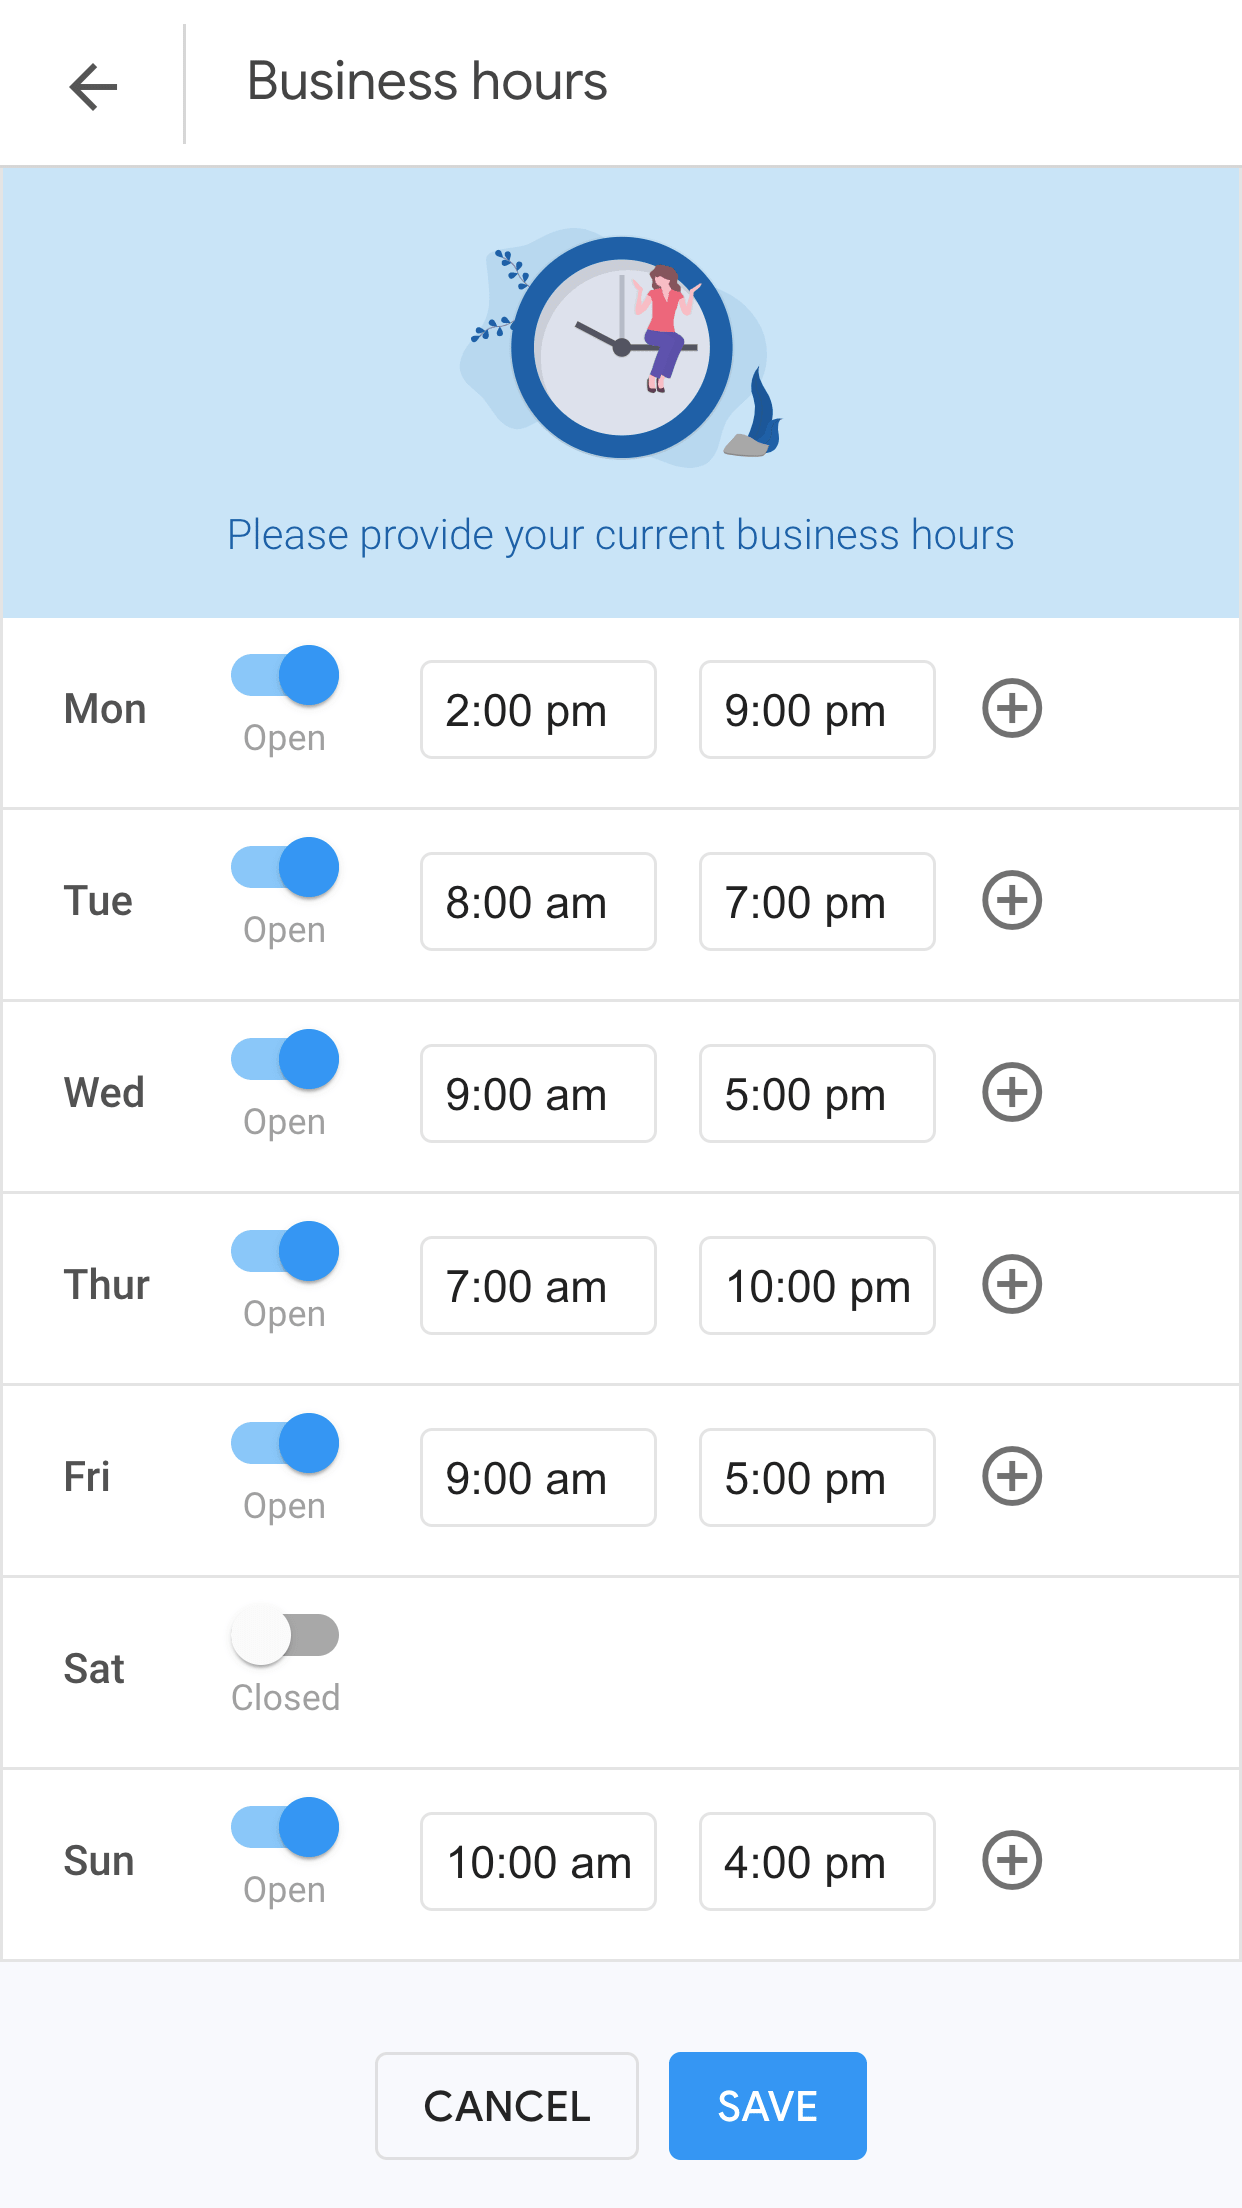 Business hours
Please provide your current business hours
Mon Open 2:00 pm 9:00 pm
Tue Open 8:00 am 7:00 pm
Wed Open 9:00 am 5:00 pm
Thur Open 7:00 am 10:00 pm
Fri Open 9:00 am 5:00 pm
Sat Closed
Sun Open 10:00 am 4:00 pm
CANCEL SAVE